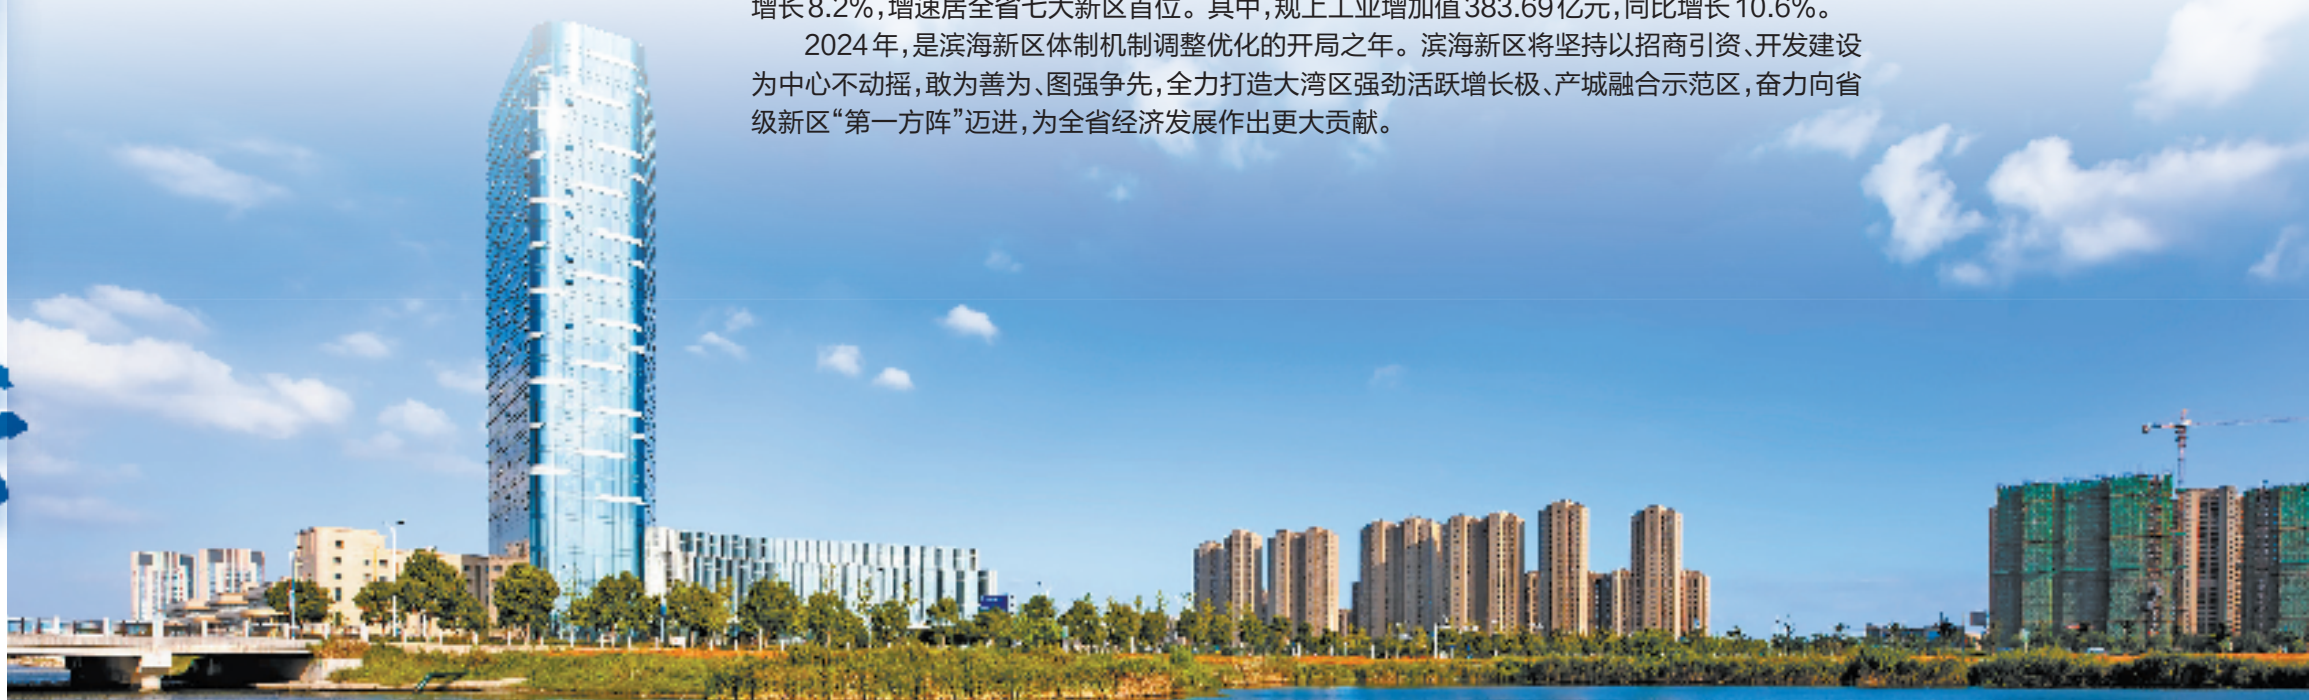 增长8.2%,增速居全省七大新区首位。其中,规上工业增加值383.69亿元,同比增长10.6%。
2024年,是滨海新区体制机制调整优化的开局之年。滨海新区将坚持以招商引资、开发建设
为中心不动摇,敢为善为、图强争先,全力打造大湾区强劲活跃增长极、产城融合示范区,奋力向省
级新区“第一方阵”迈进,为全省经济发展作出更大贡献。